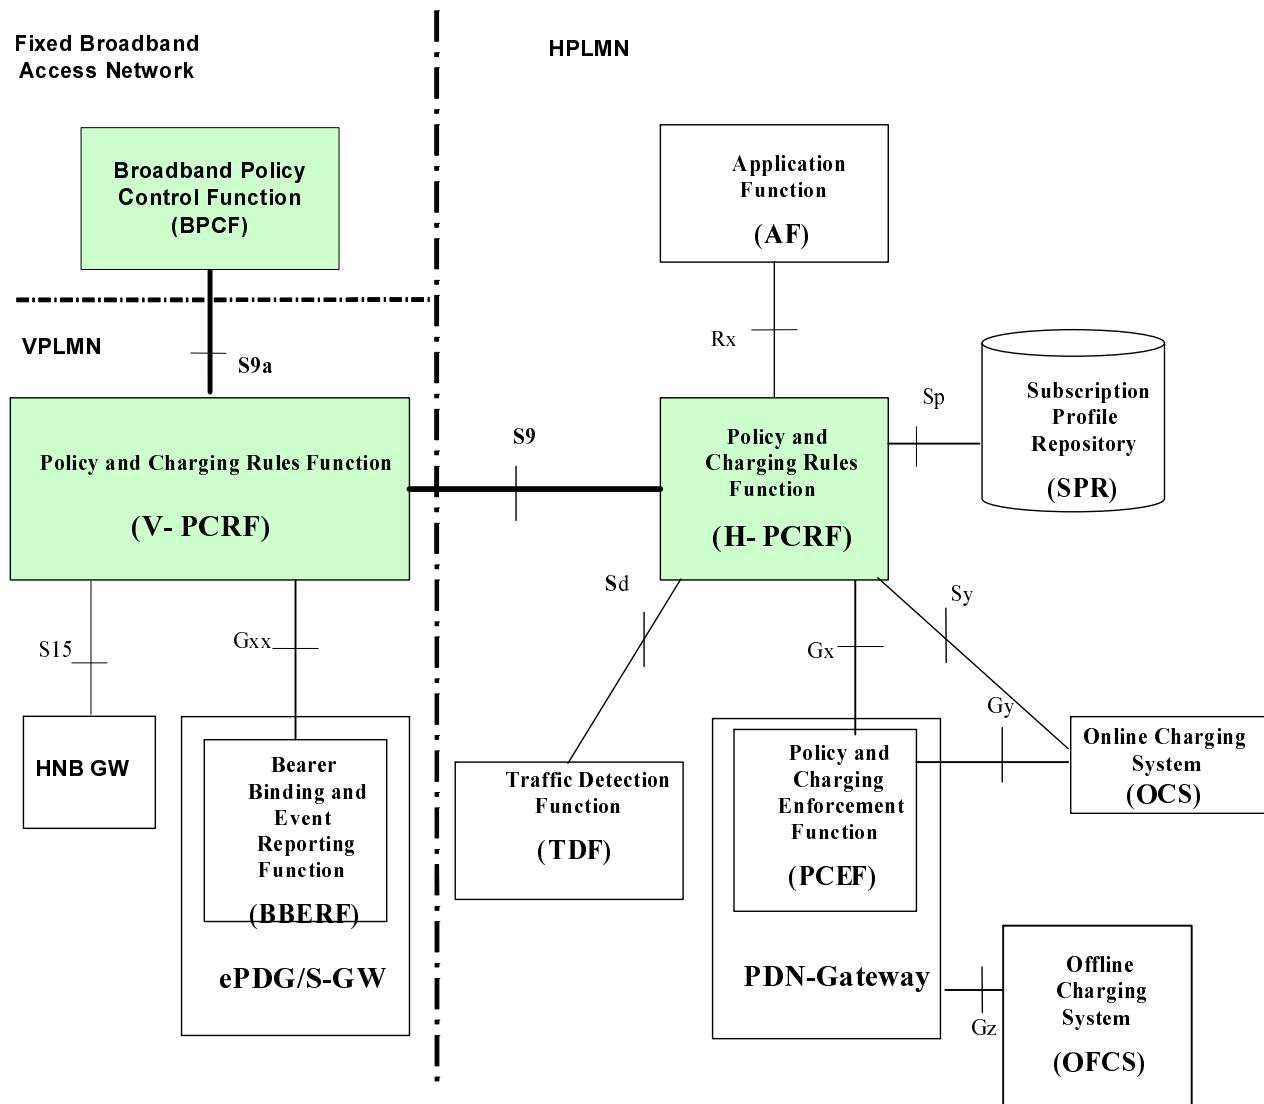 Fixed Broadband
Access Network
HPLMN
Broadband Policy
Control Function
(BPCF)
Application
Function
(AF)
VPLMN
S9a
Rx
Subscription
Profile
Repository
(SPR)
Sp
Policy and Charging Rules Function
(V- PCRF)
S9
Policy and
Charging Rules
Function
(H- PCRF)
S15
Gxx
Sd
Gx
Sy
Gy
HNB GW
Bearer
Binding and
Event
Reporting
Function
(BBERF)
ePDG/S-GW
Traffic Detection
Function
(TDF)
Policy and
Charging
Enforcement
Function
(PCEF)
PDN-Gateway
Online Charging
System
(OCS)
Gz
Offline
Charging
System
(OFCS)